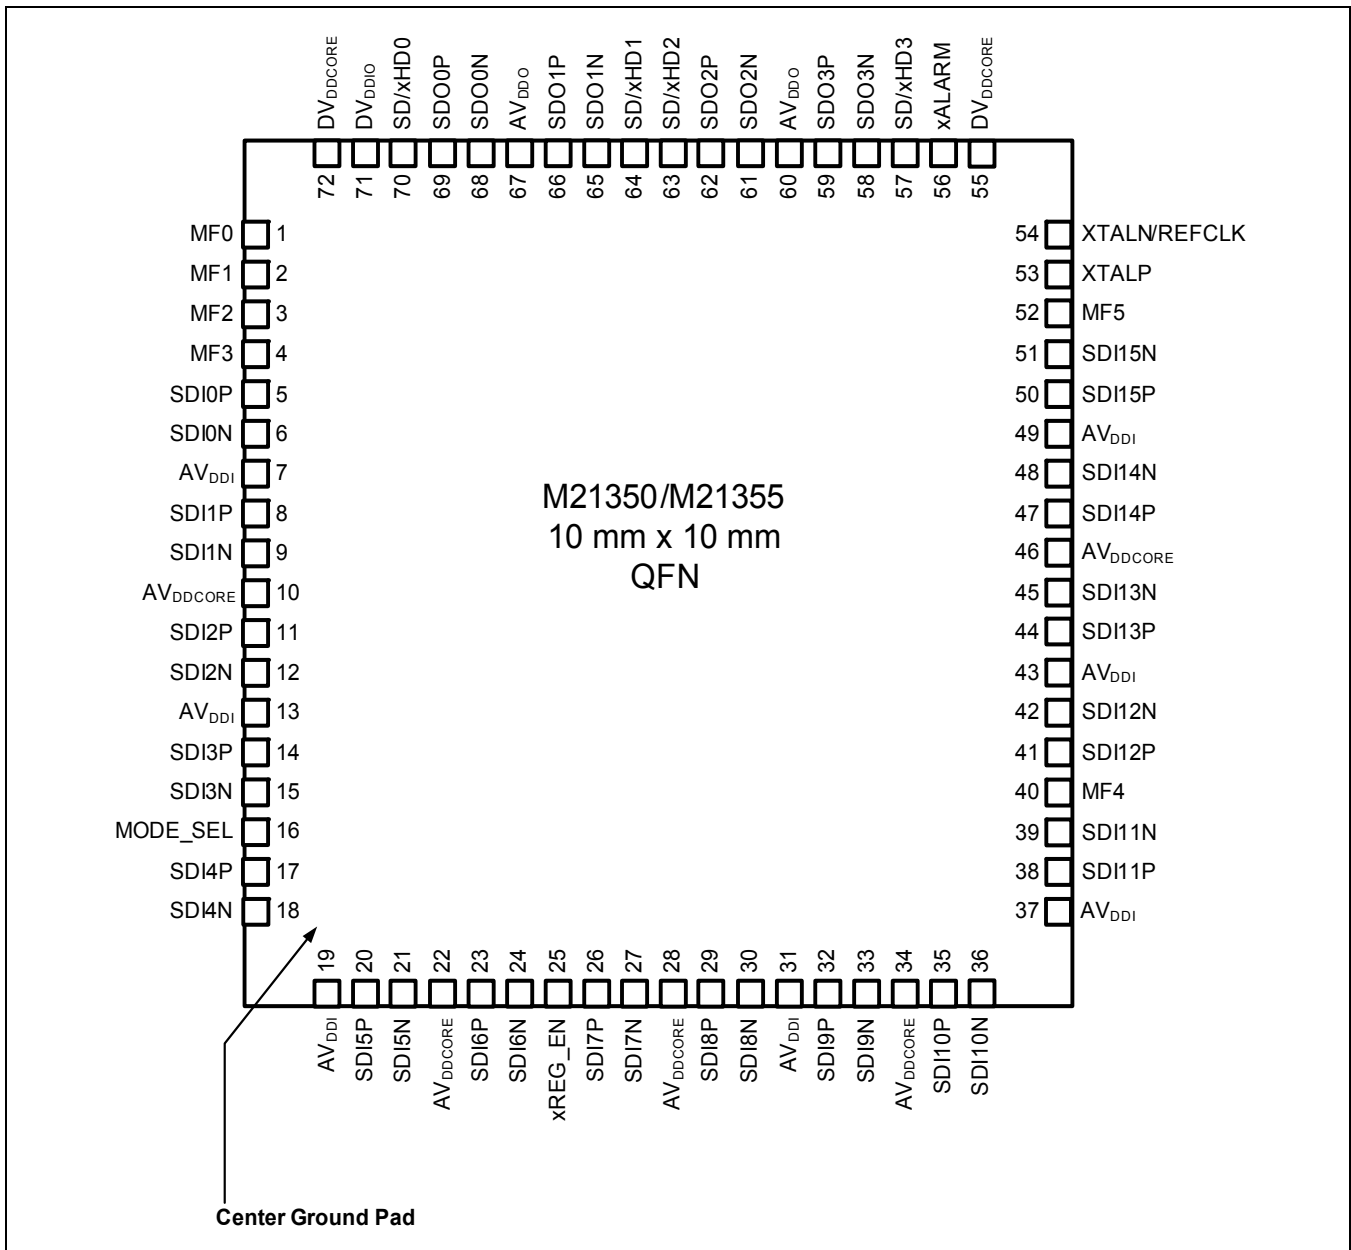 DVDDCORE
DVDDIO
SD/xHD0
SDO0P
SDO0N
AVDDO
SDO1P
SDO1N
SD/xHD1
SD/xHD2
SDO2P
SDO2N
AVDDO
SDO3P
SDO3N
SD/xHD3
xALARM
DVDDCORE
72
71
70
69
68
67
66
65
64
63
62
61
60
59
58
57
56
55
MF0 1
MF1 2
MF2 3
MF3 4
SDI0P 5
SDI0N 6
AVDDI 7
SDI1P 8
SDI1N 9
AVDDCORE 10
SDI2P 11
SDI2N 12
AVDDI 13
SDI3P 14
SDI3N 15
MODE_SEL 16
SDI4P 17
SDI4N 18
M21350/M21355
10 mm x 10 mm
QFN
54 XTALN/REFCLK
53 XTALP
52 MF5
51 SDI15N
50 SDI15P
49 AVDDI
48 SDI14N
47 SDI14P
46 AVDDCORE
45 SDI13N
44 SDI13P
43 AVDDI
42 SDI12N
41 SDI12P
40 MF4
39 SDI11N
38 SDI11P
37 AVDDI
19
20
21
22
23
24
25
26
27
28
29
30
31
32
33
34
35
36
AVDDI
SDI5P
SDI5N
AVDDCORE
SDI6P
SDI6N
xREG_EN
SDI7P
SDI7N
AVDDCORE
SDI8P
SDI8N
AVDDI
SDI9P
SDI9N
AVDDCORE
SDI10P
SDI10N
Center Ground Pad